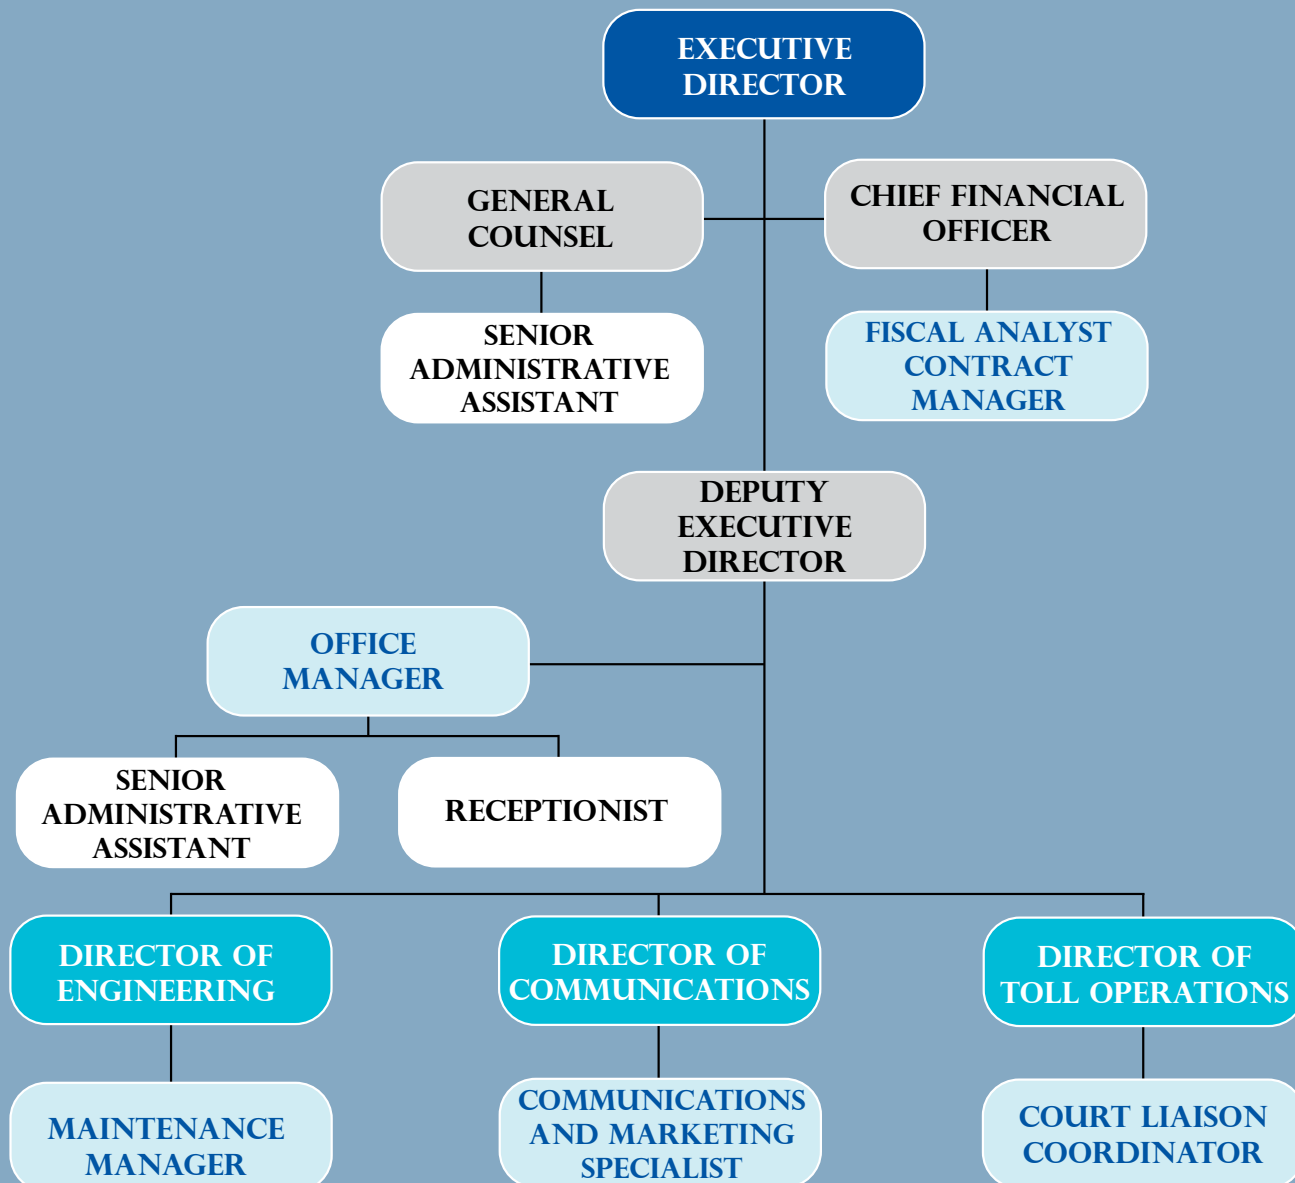 EXECUTIVE
DIRECTOR
GENERAL
COUNSEL
CHIEF FINANCIAL
OFFICER
SENIOR
ADMINISTRATIVE
ASSISTANT
FISCAL ANALYST
CONTRACT
MANAGER
DEPUTY
EXECUTIVE
DIRECTOR
OFFICE
MANAGER
SENIOR
ADMINISTRATIVE
ASSISTANT
RECEPTIONIST
DIRECTOR OF
ENGINEERING
DIRECTOR OF
COMMUNICATIONS
DIRECTOR OF
TOLL OPERATIONS
MAINTENANCE
MANAGER
COMMUNICATIONS
AND MARKETING
SPECIALIST
COURT LIAISON
COORDINATOR